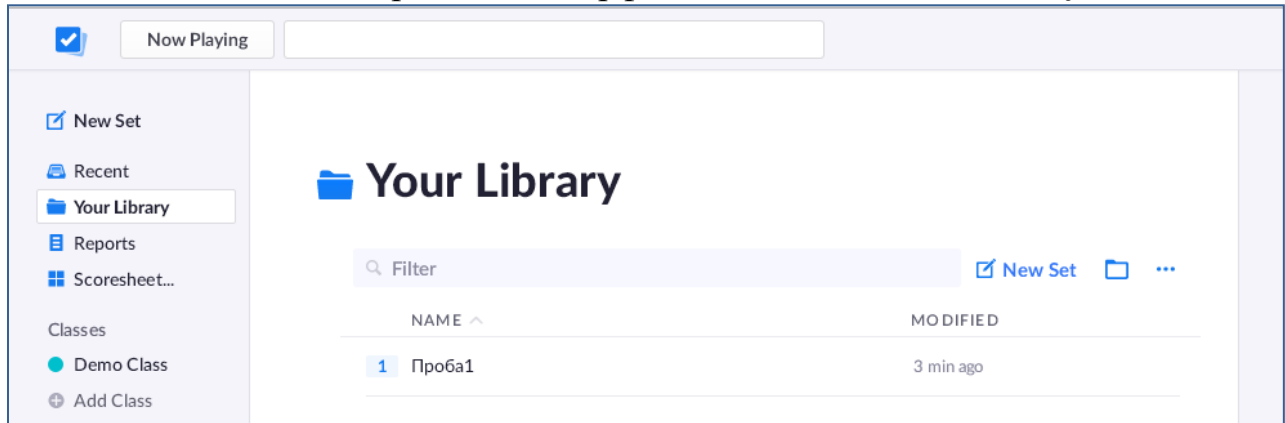 Now Playing
New Set
Recent
Your Library
Reports
Scoresheet...
Classes
Demo Class
Add Class
Your Library
Filter
New Set
NAME
MODIFIED
1 Проба1
3 min ago